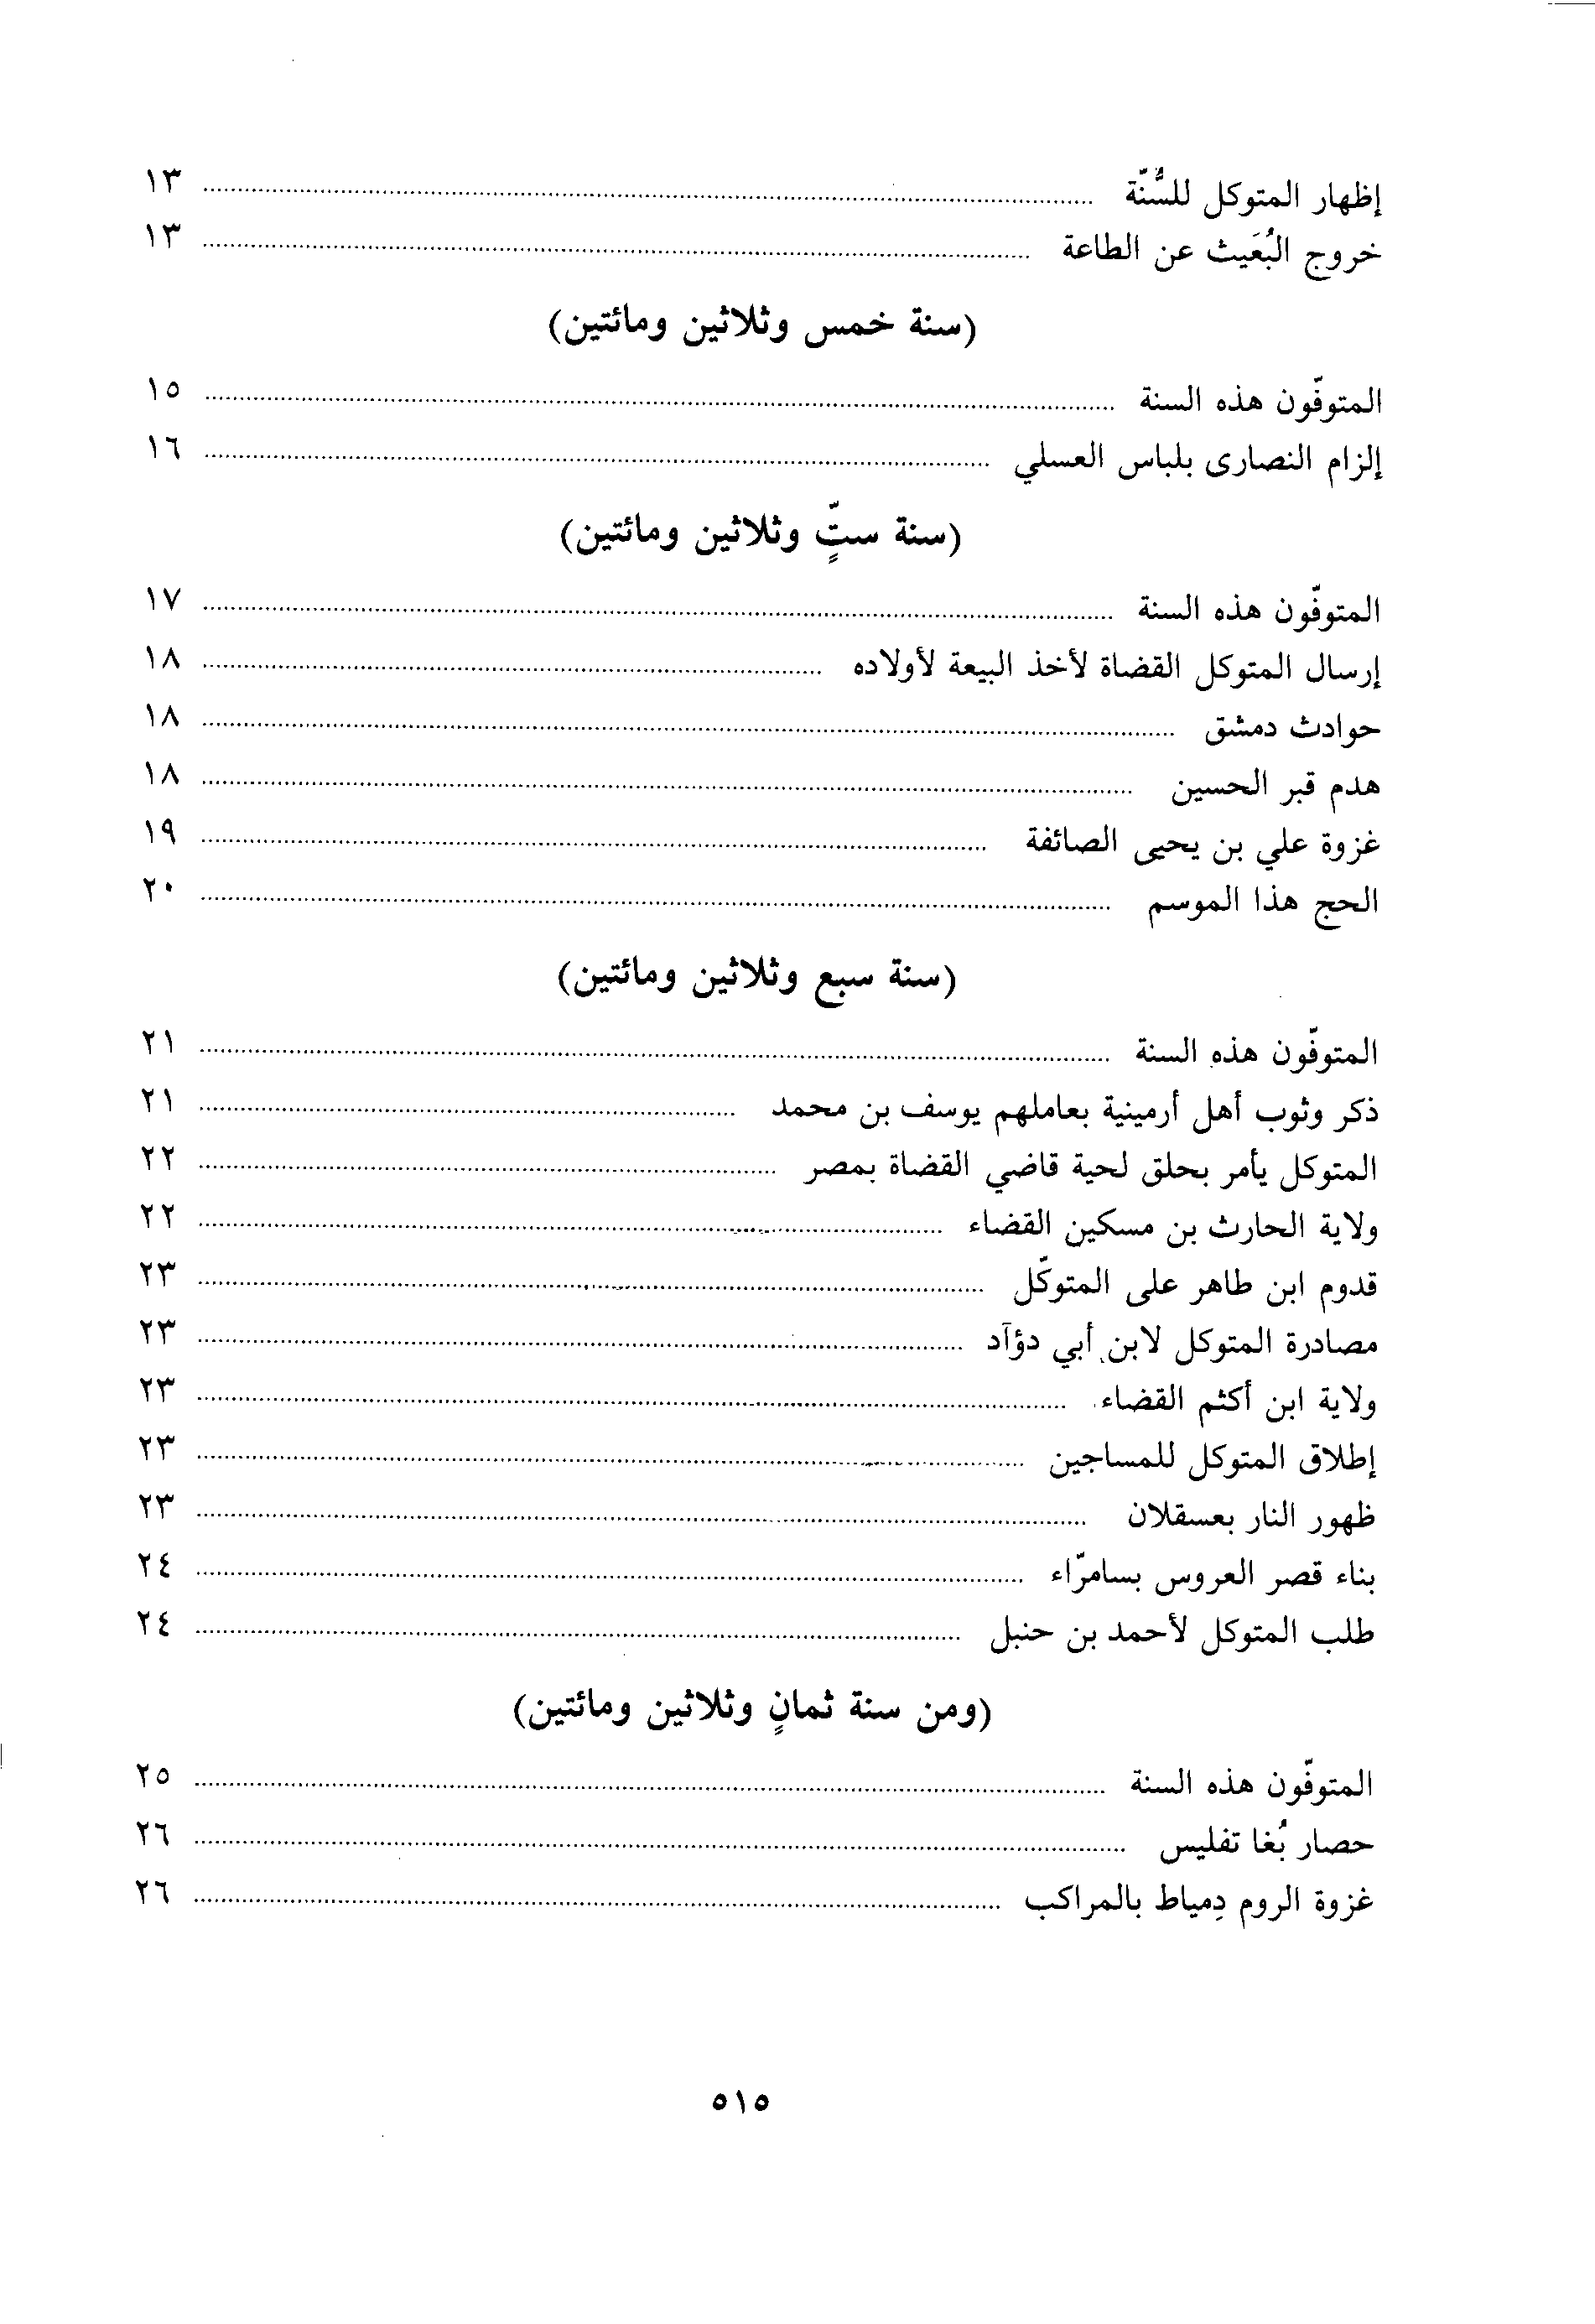 إظهار المتوكل للسُّنّة ........ ١٣
خروج البُعَيث عن الطاعة ........ ١٣
(سنة خمس وثلاثين ومائتين)
المتوفّون هذه السنة ........ ١٥
إلزام النصارى بلباس العسلي ........ ١٦
(سنة ستٍّ وثلاثين ومائتين)
المتوفّون هذه السنة ........ ١٧
إرسال المتوكل القضاة لأخذ البيعة لأولاده ........ ١٨
حوادث دمشق ........ ١٨
هدم قبر الحسين ........ ١٨
غزوة علي بن يحيى الصائفة ........ ١٩
الحج هذا الموسم ........ ٢٠
(سنة سبع وثلاثين ومائتين)
المتوفّون هذه السنة ........ ٢١
ذكر وثوب أهل أرمينية بعاملهم يوسف بن محمد ........ ٢١
المتوكل يأمر بحلق لحية قاضي القضاة بمصر ........ ٢٢
ولاية الحارث بن مسكين القضاء ........ ٢٢
قدوم ابن طاهر على المتوكّل ........ ٢٣
مصادرة المتوكل لابن أبي دؤآد ........ ٢٣
ولاية ابن أكثم القضاء ........ ٢٣
إطلاق المتوكل للمساجين ........ ٢٣
ظهور النار بعسقلان ........ ٢٣
بناء قصر العروس بسامرّاء ........ ٢٤
طلب المتوكل لأحمد بن حنبل ........ ٢٤
(ومن سنة ثمانٍ وثلاثين ومائتين)
المتوفّون هذه السنة ........ ٢٥
حصار بُغا تفليس ........ ٢٦
غزوة الروم دِمياط بالمراكب ........ ٢٦
٥١٥